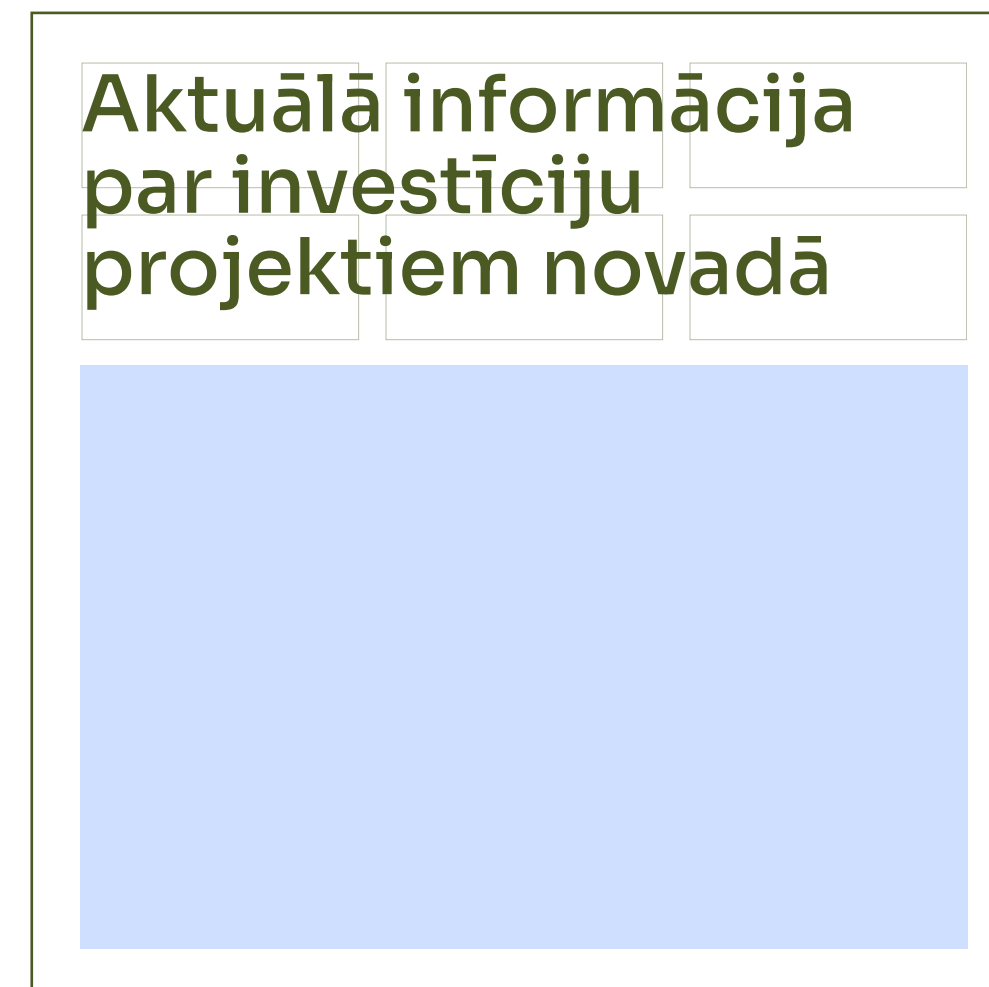 Aktuālā informācija
par investīciju
projektiem novadā